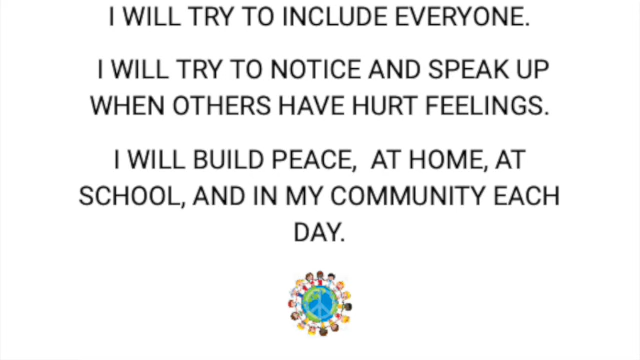 I WILL TRY TO INCLUDE EVERYONE.
I WILL TRY TO NOTICE AND SPEAK UP
WHEN OTHERS HAVE HURT FEELINGS.
I WILL BUILD PEACE,  AT HOME, AT
SCHOOL, AND IN MY COMMUNITY EACH
DAY.